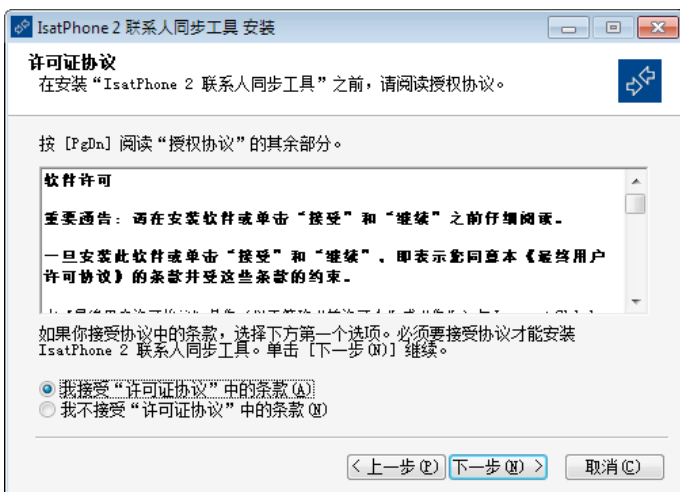 IsatPhone 2 联系人同步工具 安装
许可证协议
在安装“IsatPhone 2 联系人同步工具”之前，请阅读授权协议。
按 [PgDn] 阅读“授权协议”的其余部分。
软件许可
重要通告：请在安装软件或单击“接受”和“继续”之前仔细阅读。
一旦安装此软件或单击“接受”和“继续”，即表示您同意本《最终用户
许可协议》的条款并受这些条款的约束。
如果你接受协议中的条款，选择下方第一个选项。必须要接受协议才能安装
IsatPhone 2 联系人同步工具。单击 [下一步(N)] 继续。
我接受“许可证协议”中的条款(A)
我不接受“许可证协议”中的条款(N)
< 上一步(P) 下一步(N) > 取消(C)